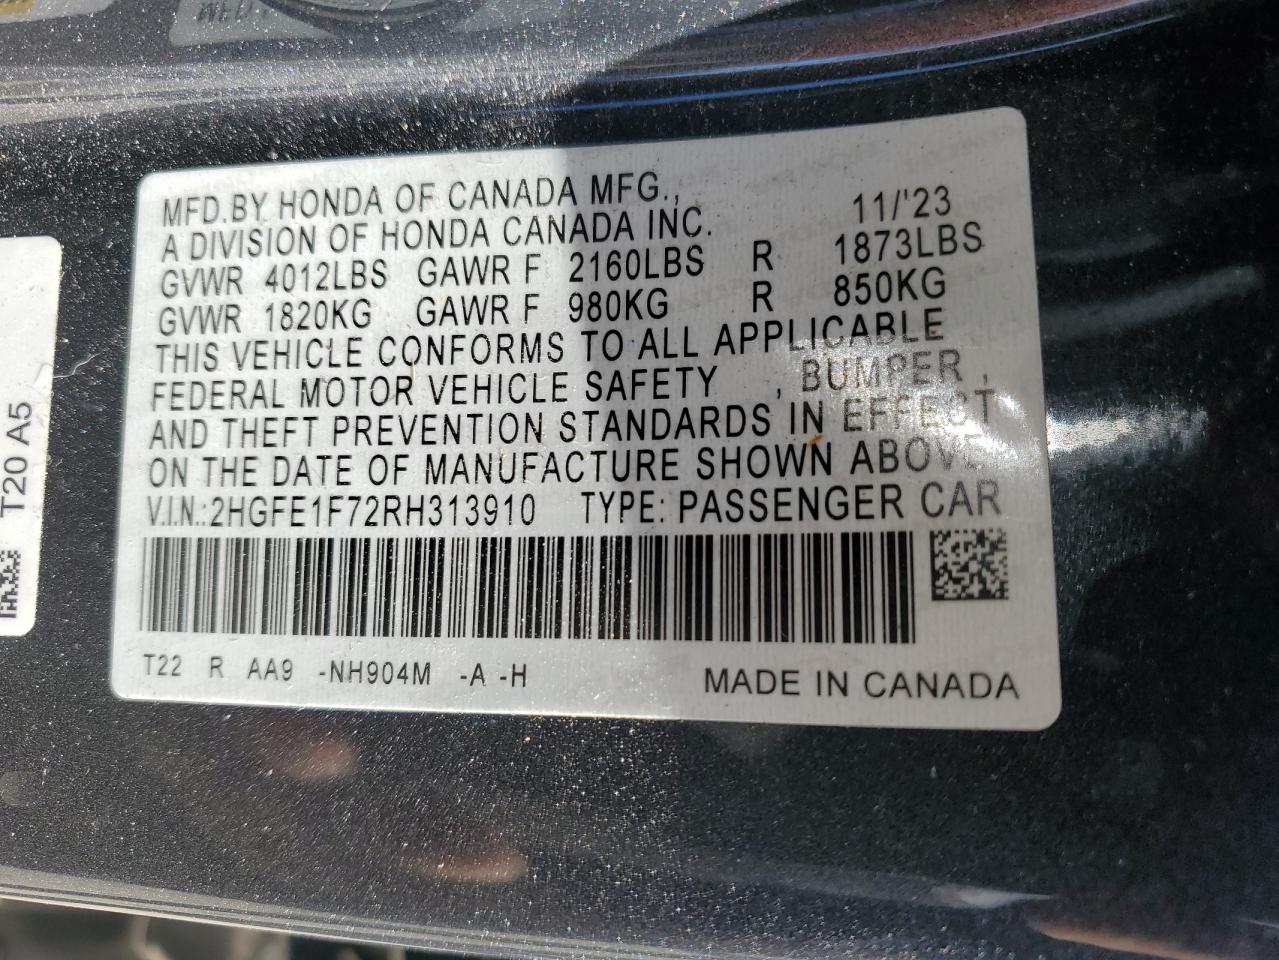 MFD.BY HONDA OF CANADA MFG., 11/'23
A DIVISION OF HONDA CANADA INC.
GVWR 4012LBS GAWR F 2160LBS R 1873LBS
GVWR 1820KG GAWR F 980KG R 850KG
THIS VEHICLE CONFORMS TO ALL APPLICABLE
FEDERAL MOTOR VEHICLE SAFETY , BUMPER ,
AND THEFT PREVENTION STANDARDS IN EFFECT
ON THE DATE OF MANUFACTURE SHOWN ABOVE
V.I.N.:2HGFE1F72RH313910 TYPE: PASSENGER CAR
T22 R AA9 -NH904M -A -H MADE IN CANADA
T20 A5